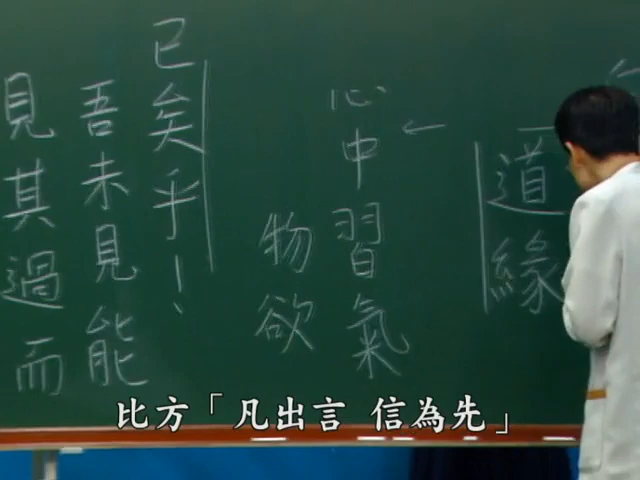 道緣
心中習氣
物欲
已矣乎！、
吾未見能
見其過而
比方「凡出言 信為先」